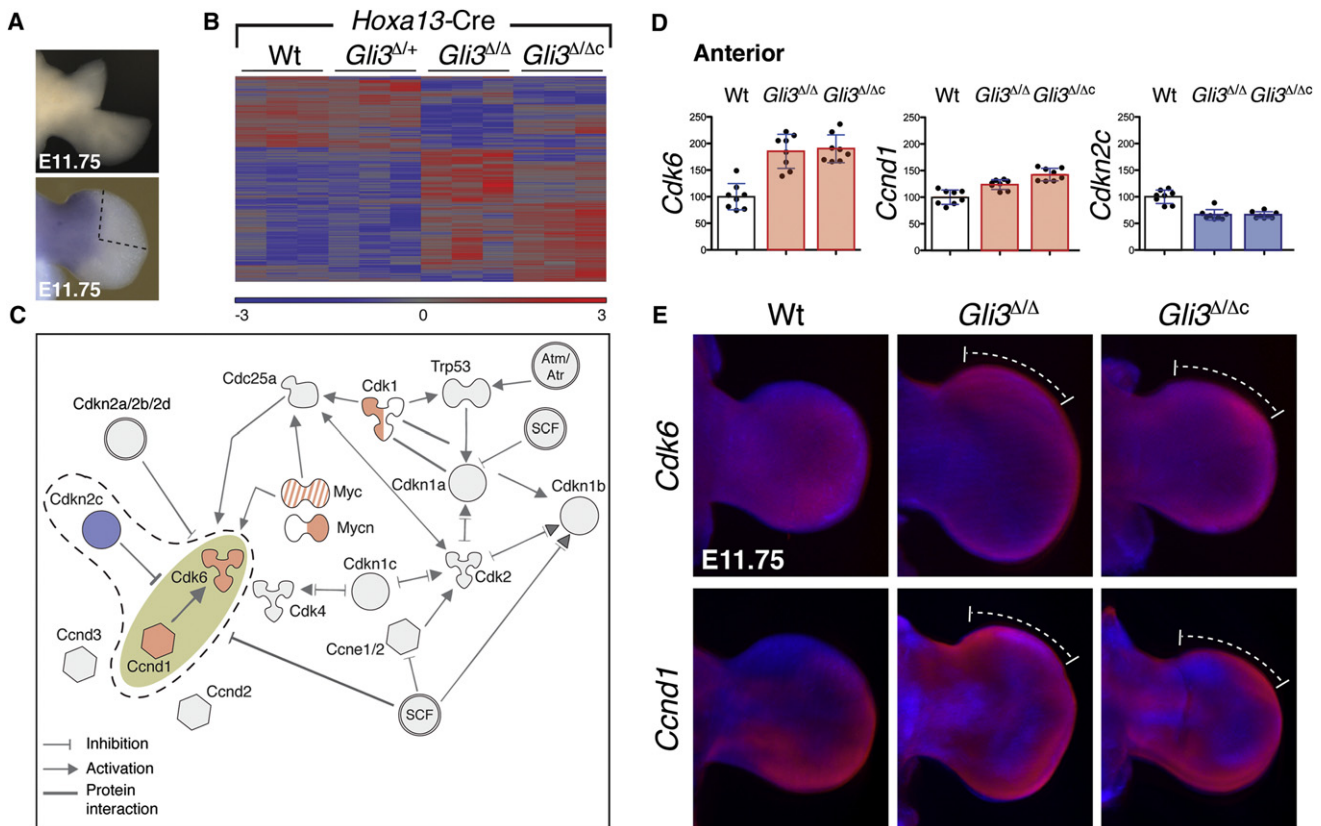 A
E11.75
E11.75
B
Hoxa13-Cre
Wt Gli3Δ/+ Gli3Δ/Δ Gli3Δ/Δc
-3 0 3
C
Cdkn2a/2b/2d
Cdc25a
Cdk1
Trp53
Atm/
Atr
SCF
Cdkn2c
Myc
Mycn
Cdkn1a
Cdkn1b
Cdk6
Cdkn1c
Cdk2
Cdk4
Ccnd3
Ccnd1
Ccne1/2
Ccnd2
SCF
Inhibition
Activation
Protein
interaction
D
Anterior
Wt Gli3Δ/Δ Gli3Δ/Δc
Cdk6
250
200
150
100
50
0
Wt Gli3Δ/Δ Gli3Δ/Δc
Ccnd1
250
200
150
100
50
0
Wt Gli3Δ/Δ Gli3Δ/Δc
Cdkn2c
250
200
150
100
50
0
E
Wt Gli3Δ/Δ Gli3Δ/Δc
Cdk6
E11.75
Ccnd1